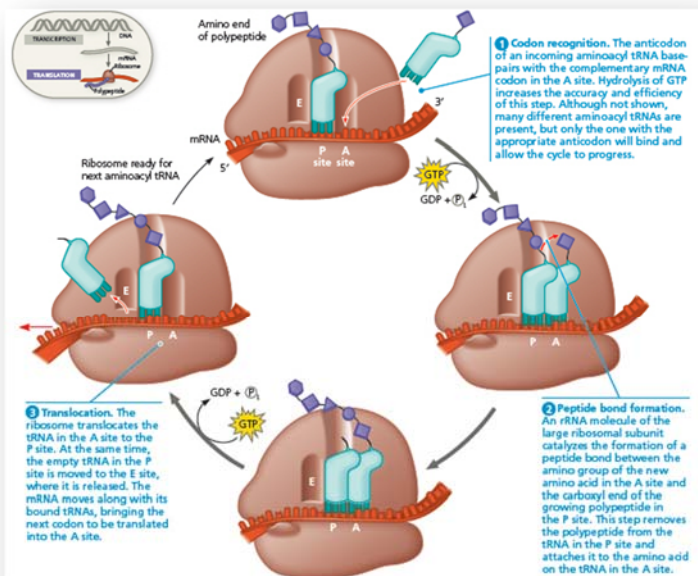 TRANSCRIPTION
DNA
mRNA
Ribosome
TRANSLATION
Polypeptide
Amino end
of polypeptide
E
3′
mRNA
5′
P
site
A
site
1 Codon recognition. The anticodon
of an incoming aminoacyl tRNA base-
pairs with the complementary mRNA
codon in the A site. Hydrolysis of GTP
increases the accuracy and efficiency
of this step. Although not shown,
many different aminoacyl tRNAs are
present, but only the one with the
appropriate anticodon will bind and
allow the cycle to progress.
GTP
GDP + Pi
E
P A
2 Peptide bond formation.
An rRNA molecule of the
large ribosomal subunit
catalyzes the formation of a
peptide bond between the
amino group of the new
amino acid in the A site and
the carboxyl end of the
growing polypeptide in
the P site. This step removes
the polypeptide from the
tRNA in the P site and
attaches it to the amino acid
on the tRNA in the A site.
E
P A
GDP + Pi
GTP
3 Translocation. The
ribosome translocates the
tRNA in the A site to the
P site. At the same time,
the empty tRNA in the P
site is moved to the E site,
where it is released. The
mRNA moves along with its
bound tRNAs, bringing the
next codon to be translated
into the A site.
E
P A
Ribosome ready for
next aminoacyl tRNA